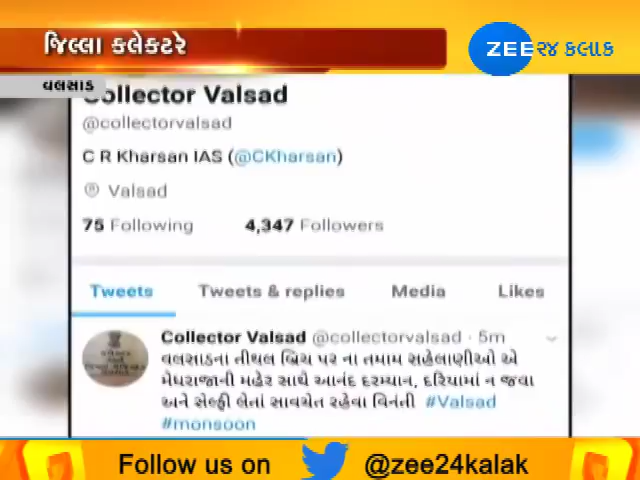 જિલ્લા કલેકટરે
ZEE ૨૪ કલાક
વલસાડ
Collector Valsad
@collectorvalsad
C R Kharsan IAS (@CKharsan)
Valsad
75 Following 4,347 Followers
Tweets Tweets & replies Media Likes
Collector Valsad @collectorvalsad · 5m
વલસાડના તીથલ બિચ પર ના તમામ સહેલાણીઓ એ
મેઘરાજાની મહેર સાથે આનંદ દરમ્યાન, દરિયામાં ન જવા
અને સેલ્ફી લેતાં સાવચેત રહેવા વિનંતી #Valsad
#monsoon
Follow us on @zee24kalak